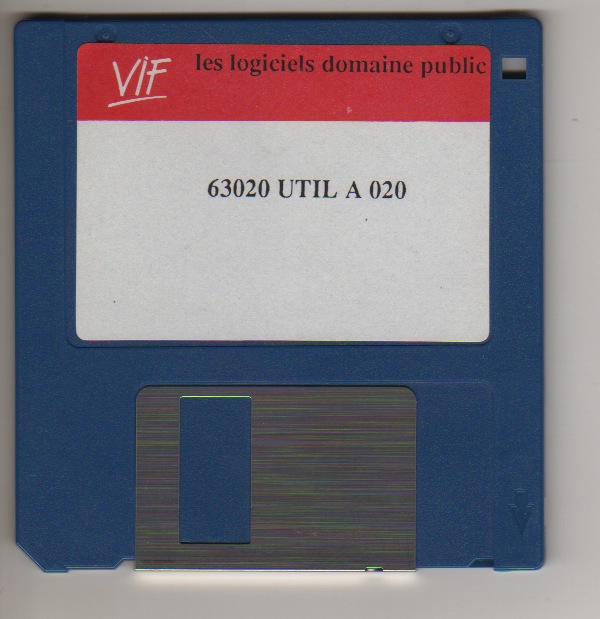 ViF les logiciels domaine public
63020 UTIL A 020